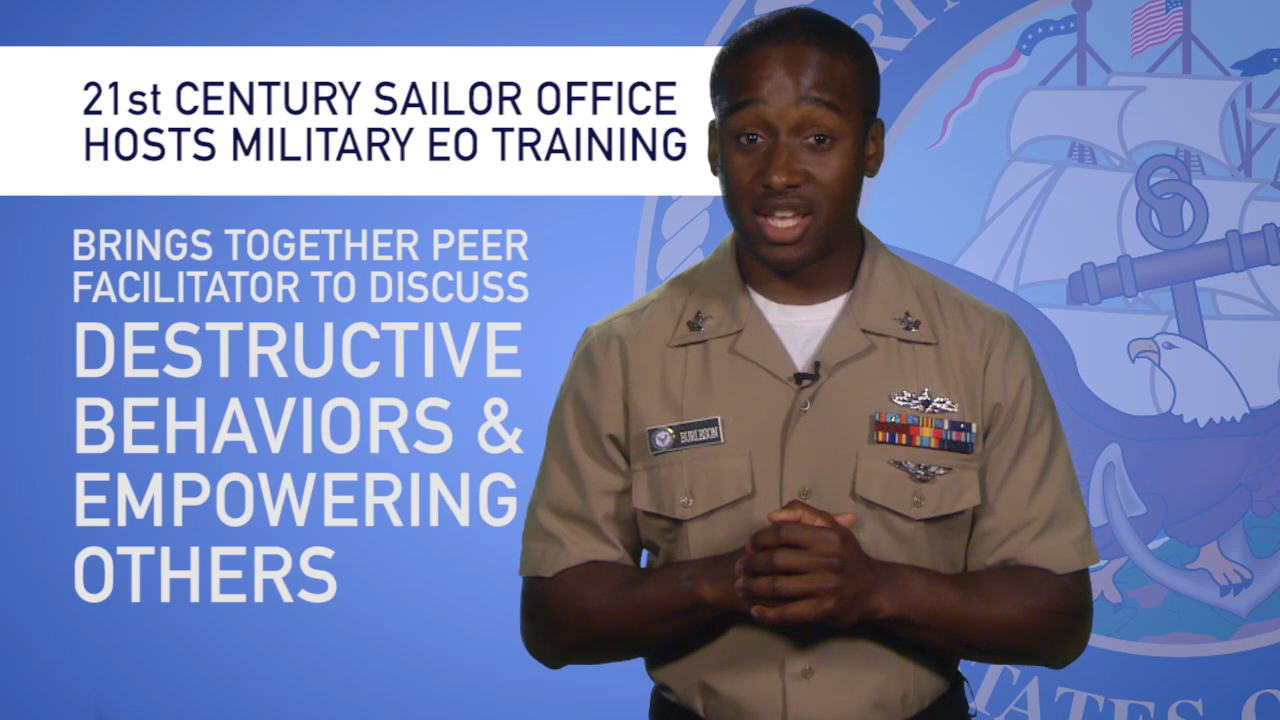 21st CENTURY SAILOR OFFICE
HOSTS MILITARY EO TRAINING
BRINGS TOGETHER PEER
FACILITATOR TO DISCUSS
DESTRUCTIVE
BEHAVIORS &
EMPOWERING
OTHERS
BURLESON